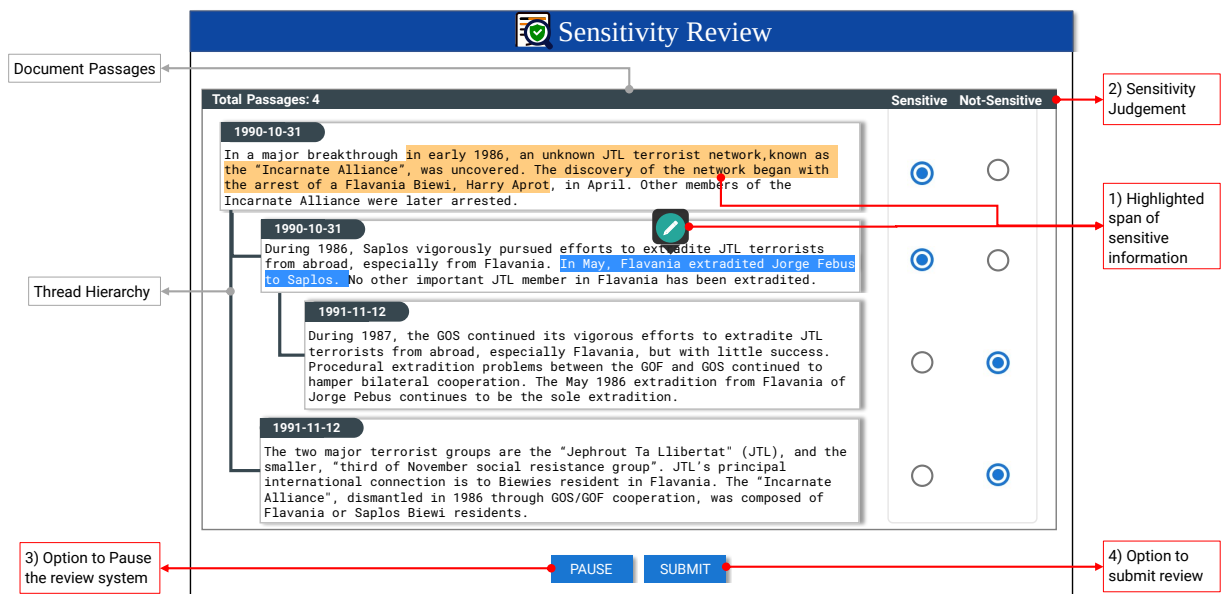 Sensitivity Review
Document Passages
Total Passages: 4
Sensitive Not-Sensitive
2) Sensitivity
Judgement
1990-10-31
In a major breakthrough in early 1986, an unknown JTL terrorist network,known as
the “Incarnate Alliance”, was uncovered. The discovery of the network began with
the arrest of a Flavania Biewi, Harry Aprot, in April. Other members of the
Incarnate Alliance were later arrested.
1) Highlighted
span of
sensitive
information
1990-10-31
During 1986, Saplos vigorously pursued efforts to extradite JTL terrorists
from abroad, especially from Flavania. In May, Flavania extradited Jorge Febus
to Saplos. No other important JTL member in Flavania has been extradited.
Thread Hierarchy
1991-11-12
During 1987, the GOS continued its vigorous efforts to extradite JTL
terrorists from abroad, especially Flavania, but with little success.
Procedural extradition problems between the GOF and GOS continued to
hamper bilateral cooperation. The May 1986 extradition from Flavania of
Jorge Pebus continues to be the sole extradition.
1991-11-12
The two major terrorist groups are the “Jephrout Ta Llibertat" (JTL), and the
smaller, “third of November social resistance group”. JTL’s principal
international connection is to Biewies resident in Flavania. The “Incarnate
Alliance", dismantled in 1986 through GOS/GOF cooperation, was composed of
Flavania or Saplos Biewi residents.
3) Option to Pause
the review system
PAUSE
SUBMIT
4) Option to
submit review